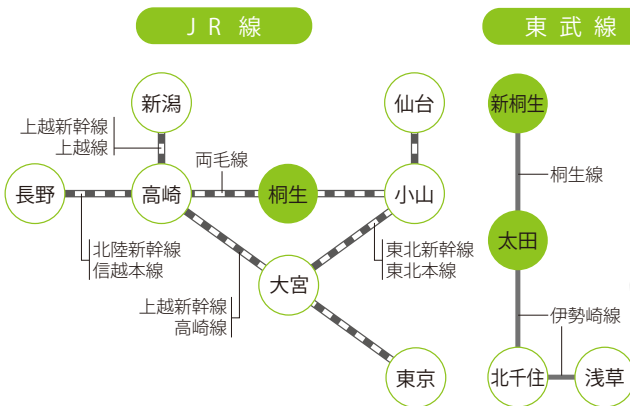 JR線
東武線
新潟
仙台
新桐生
上越新幹線
上越線
両毛線
桐生線
長野
高崎
桐生
小山
太田
北陸新幹線
信越本線
東北新幹線
東北本線
大宮
上越新幹線
高崎線
伊勢崎線
東京
北千住
浅草